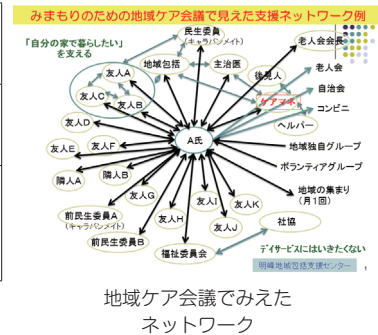 みまもりのための地域ケア会議で見えた支援ネットワーク例
「自分の家で暮らしたい」
を支える
民生委員
(キャラバンメイト)
老人会会長
地域包括
主治医
後見人
老人会
友人A
ケアマネ
自治会
友人C
友人B
コンビニ
ヘルパー
友人D
A氏
友人E
友人F
地域独自グループ
隣人A
隣人B
ボランティアグループ
友人G
友人I
友人K
地域の集まり
(月1回)
前民生委員A
(キャラバンメイト)
友人H
友人J
社協
前民生委員B
福祉委員会
デイサービスにはいきたくない
明峰地域包括支援センター
1
地域ケア会議でみえた
ネットワーク